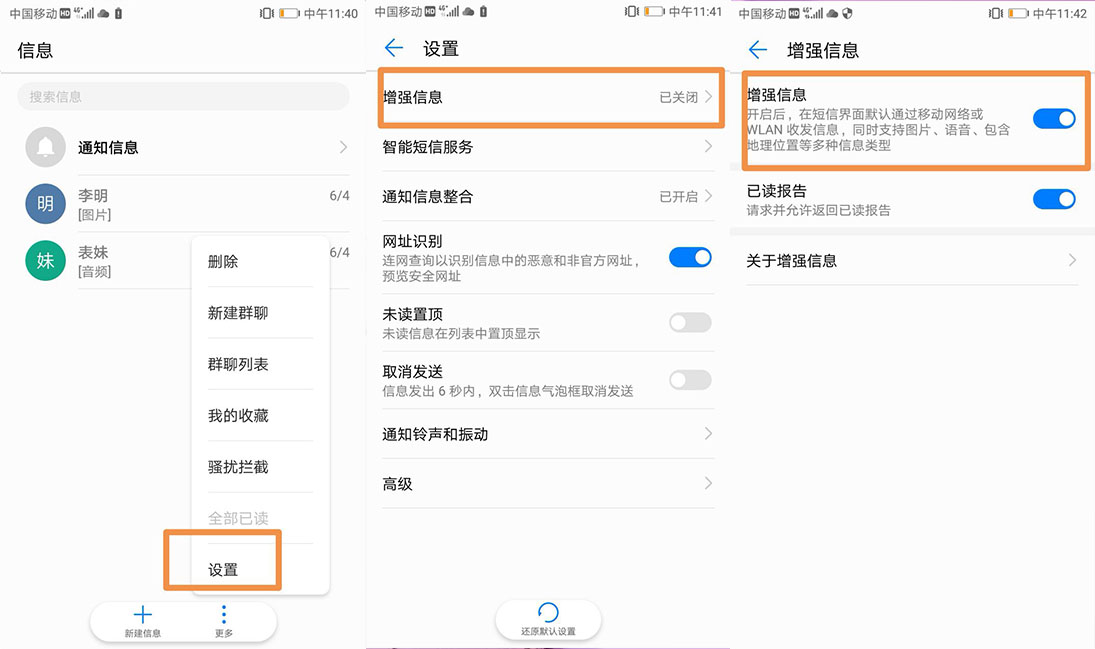 中国移动 HD 4G 中午11:40
信息
搜索信息
通知信息
明
李明
6/4
[图片]
妹
表妹
6/4
[音频]
删除
新建群聊
群聊列表
我的收藏
骚扰拦截
全部已读
设置
新建信息
更多
中国移动 HD 4G 中午11:41
设置
增强信息
已关闭
智能短信服务
通知信息整合
已开启
网址识别
连网查询以识别信息中的恶意和非官方网址，
预览安全网址
未读置顶
未读信息在列表中置顶显示
取消发送
信息发出 6 秒内，双击信息气泡框取消发送
通知铃声和振动
高级
还原默认设置
中国移动 HD 4G 中午11:42
增强信息
增强信息
开启后，在短信界面默认通过移动网络或
WLAN 收发信息，同时支持图片、语音、包含
地理位置等多种信息类型
已读报告
请求并允许返回已读报告
关于增强信息